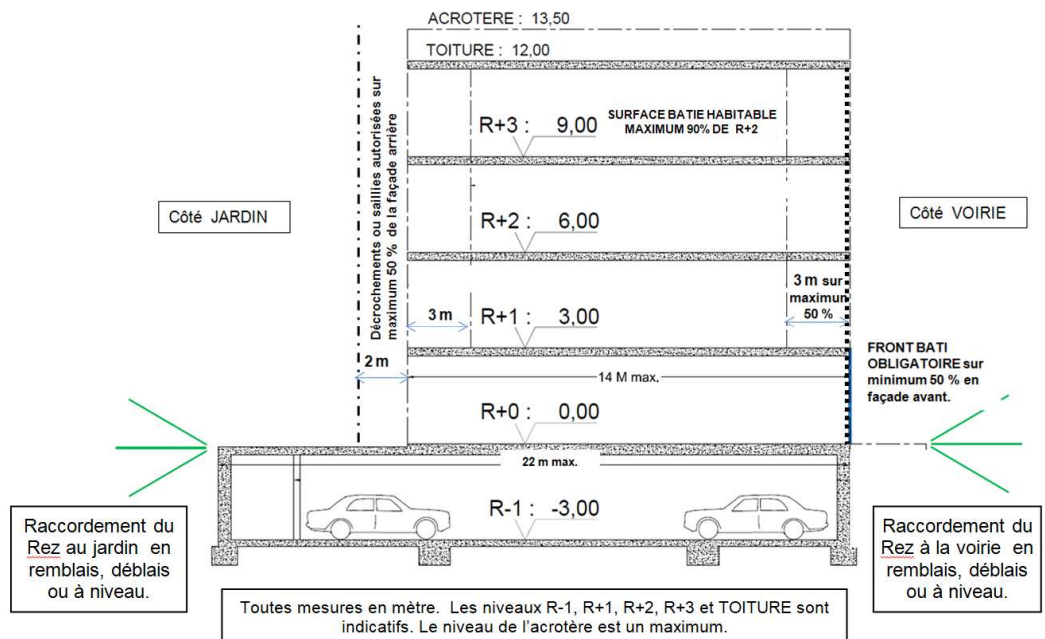 ACROTERE : 13,50
TOITURE : 12,00
R+3 : 9,00
SURFACE BATIE HABITABLE
MAXIMUM 90% DE R+2
Décrochements ou saillies autorisées sur
maximum 50 % de la façade arrière
Côté JARDIN
R+2 : 6,00
Côté VOIRIE
3 m sur
maximun
50 %
3 m
R+1 : 3,00
2 m
14 M max.
FRONT BATI
OBLIGATOIRE sur
minimum 50 % en
façade avant.
R+0 : 0,00
22 m max.
R-1 : -3,00
Raccordement du
Rez au jardin en
remblais, déblais
ou à niveau.
Raccordement du
Rez à la voirie en
remblais, déblais
ou à niveau.
Toutes mesures en mètre. Les niveaux R-1, R+1, R+2, R+3 et TOITURE sont
indicatifs. Le niveau de l'acrotère est un maximum.